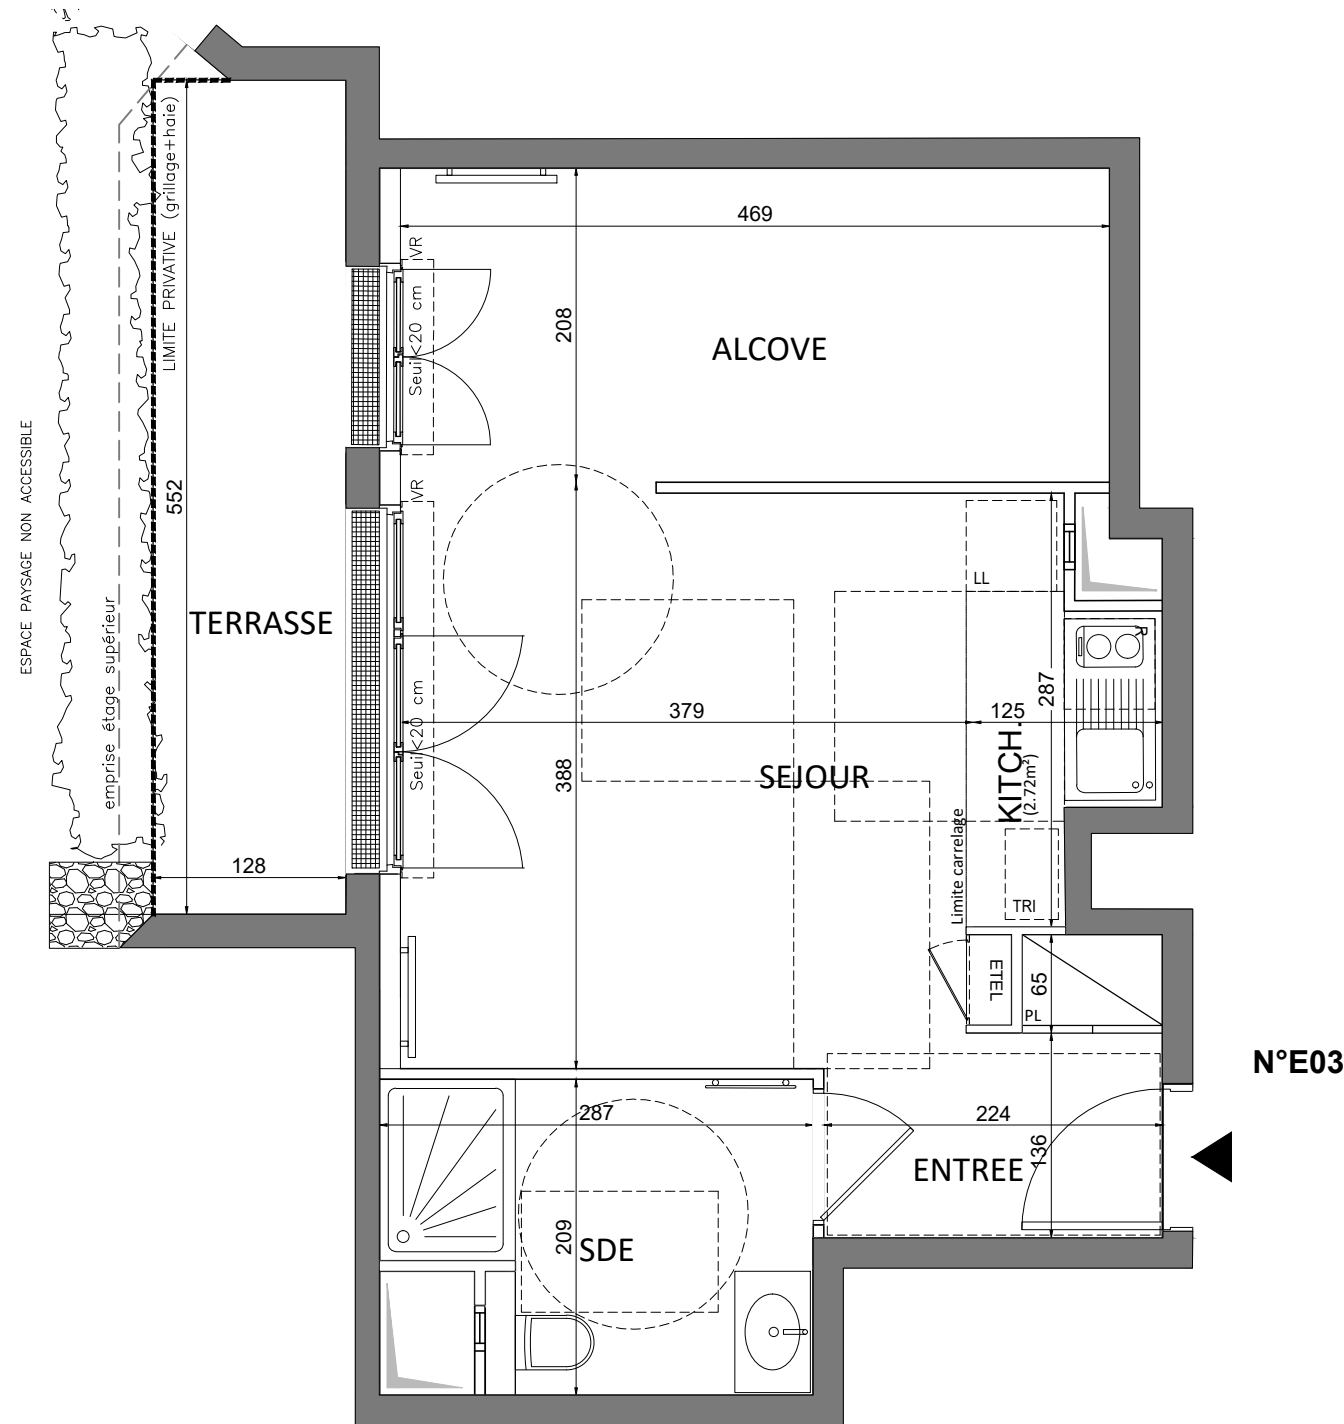 LIMITE PRIVATIVE (grillage+haie)
469
VR
Seuil<20 cm
208
ALCOVE
ESPACE PAYSAGE NON ACCESSIBLE
552
VR
LL
emprise étage supérieur
TERRASSE
R
287
Seuil<20 cm
379
125
KITCH.
(2.72m²)
388
SEJOUR
Limite carrelage
128
TRI
ETEL
65
PL
N°E03
287
224
136
ENTREE
209
SDE